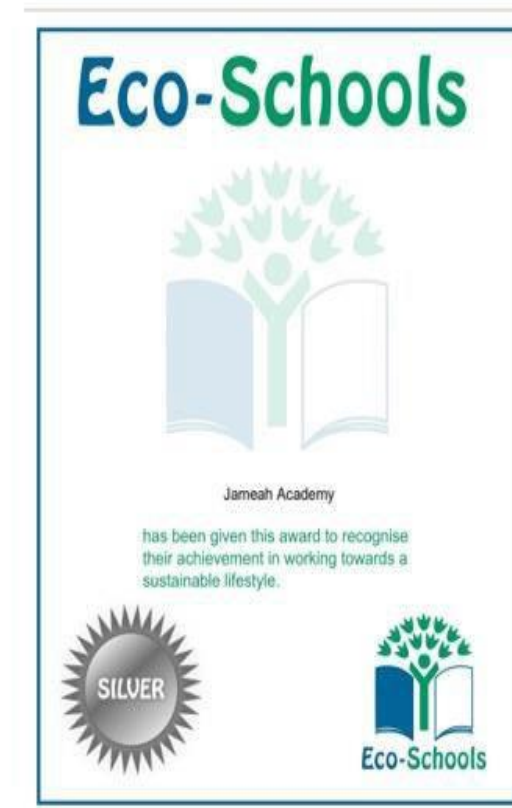 Eco-Schools
Jameah Academy
has been given this award to recognise
their achievement in working towards a
sustainable lifestyle.
SILVER
Eco-Schools